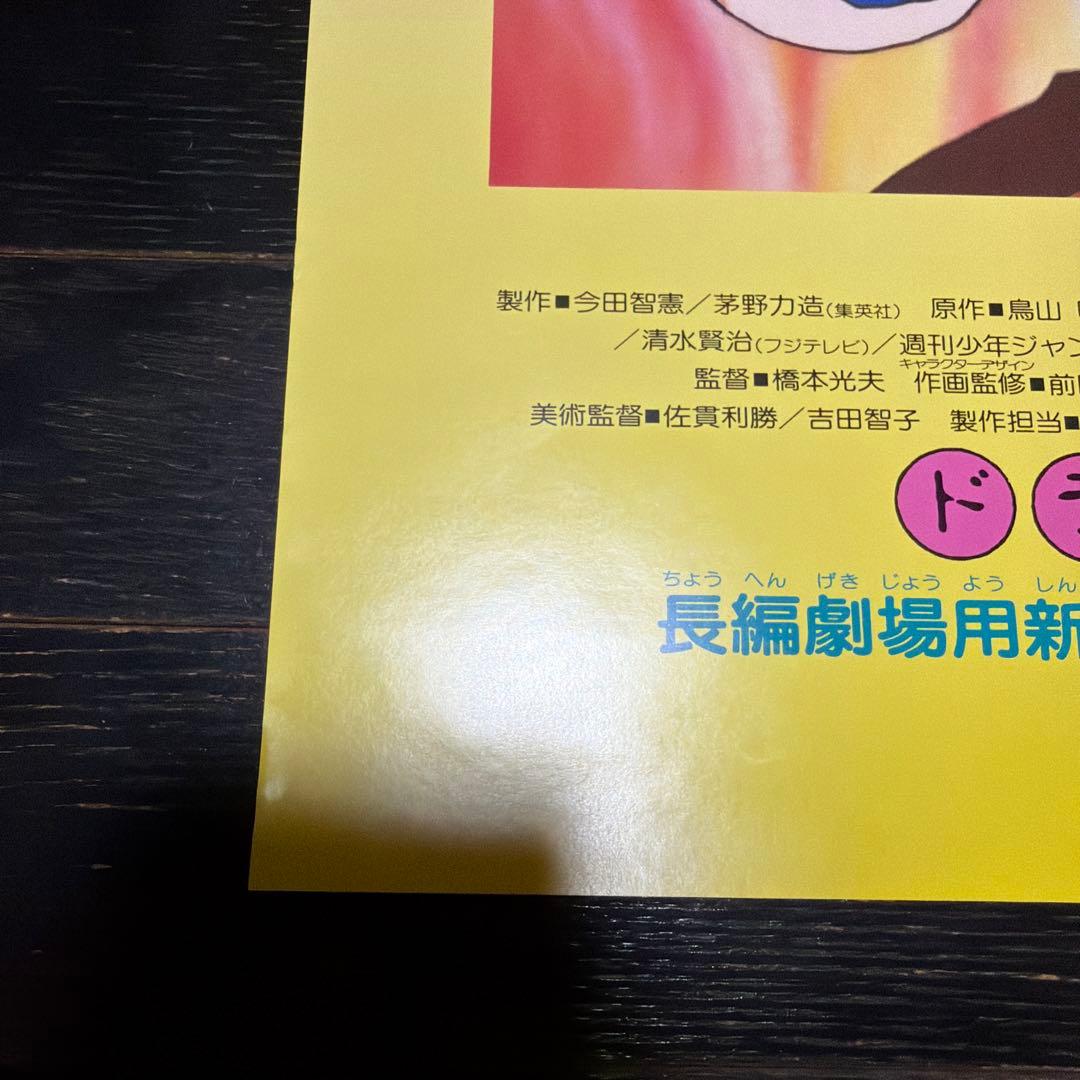 製作■今田智憲／茅野力造(集英社)　原作■鳥山
／清水賢治(フジテレビ)／週刊少年ジャン
キャラクターデザイン
監督■橋本光夫　作画監修■前
美術監督■佐貫利勝／吉田智子　製作担当■
ド
ちょう へん げき じょう よう しん
長編劇場用新